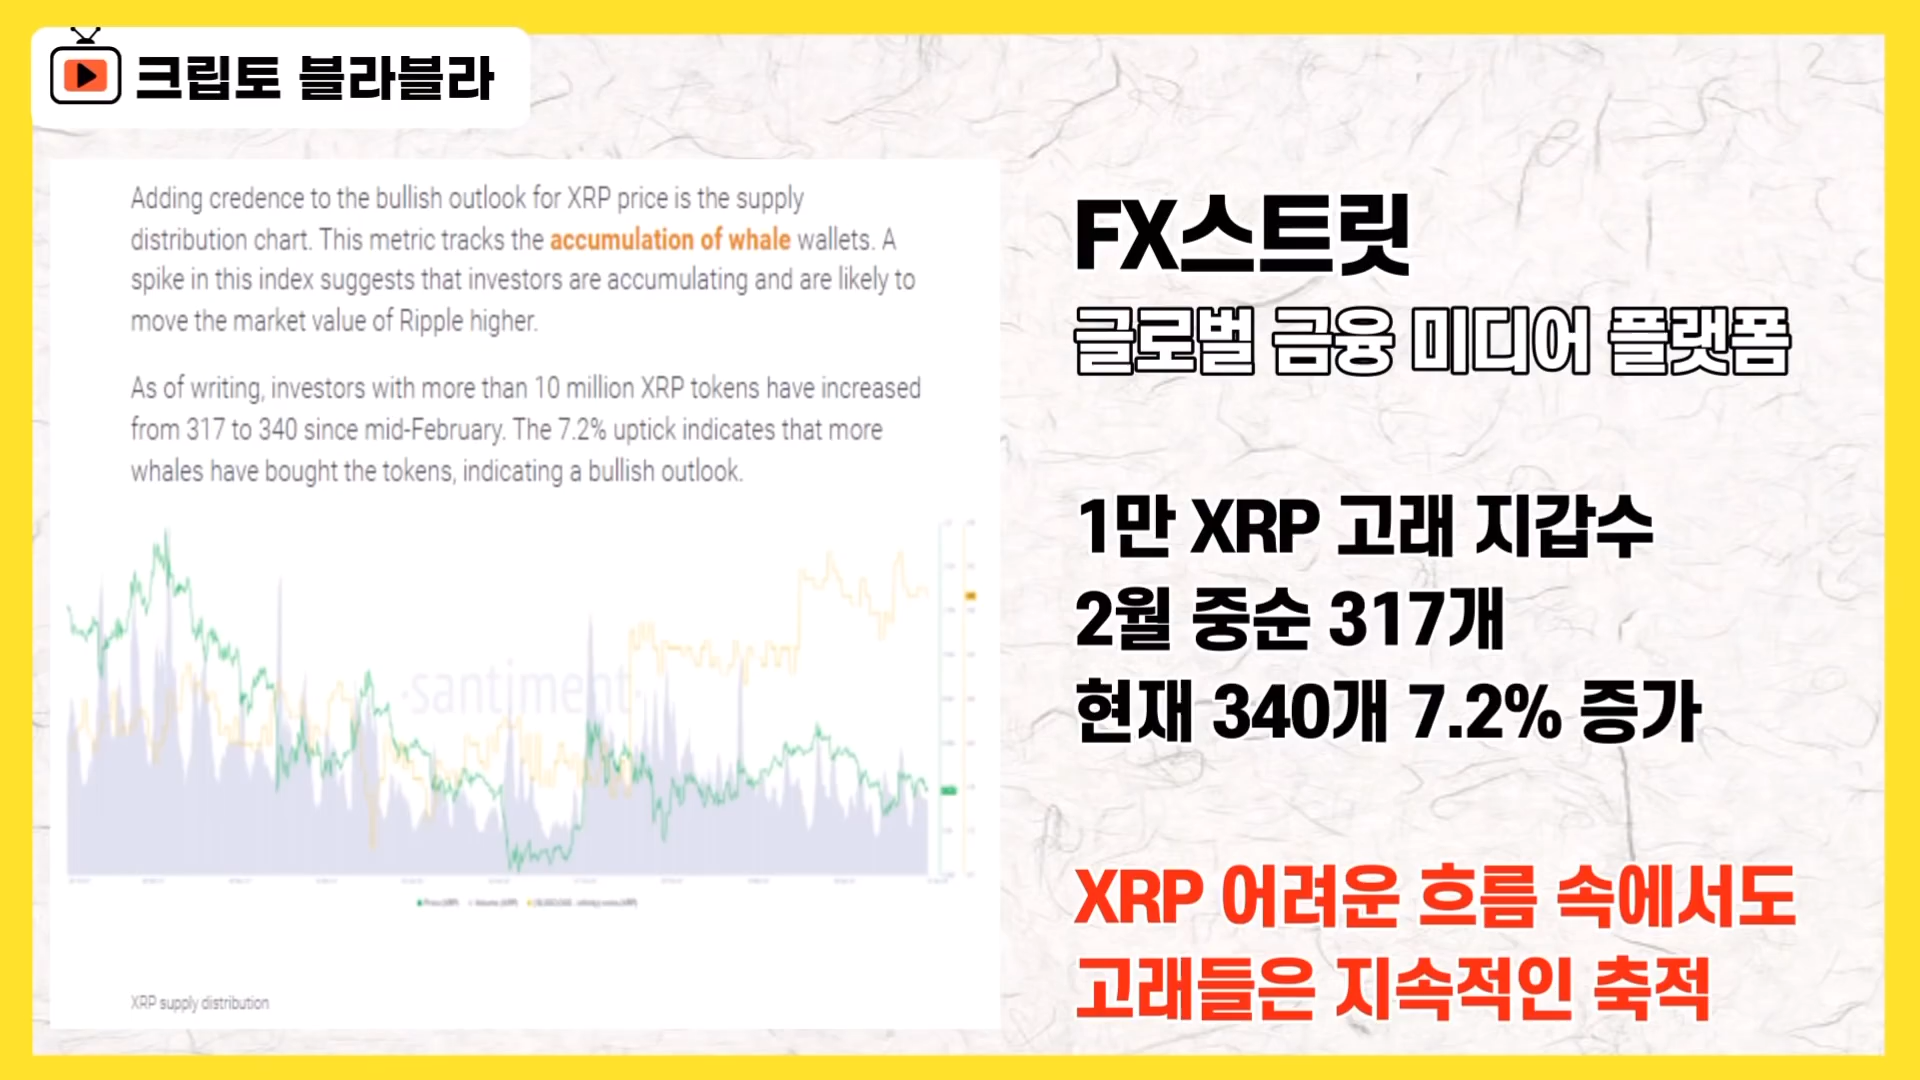 크립토 블라블라
Adding credence to the bullish outlook for XRP price is the supply
distribution chart. This metric tracks the accumulation of whale wallets. A
spike in this index suggests that investors are accumulating and are likely to
move the market value of Ripple higher.
As of writing, investors with more than 10 million XRP tokens have increased
from 317 to 340 since mid-February. The 7.2% uptick indicates that more
whales have bought the tokens, indicating a bullish outlook.
·santiment·
XRP supply distribution
FX스트릿
글로벌 금융 미디어 플랫폼
1만 XRP 고래 지갑수
2월 중순 317개
현재 340개 7.2% 증가
XRP 어려운 흐름 속에서도
고래들은 지속적인 축적